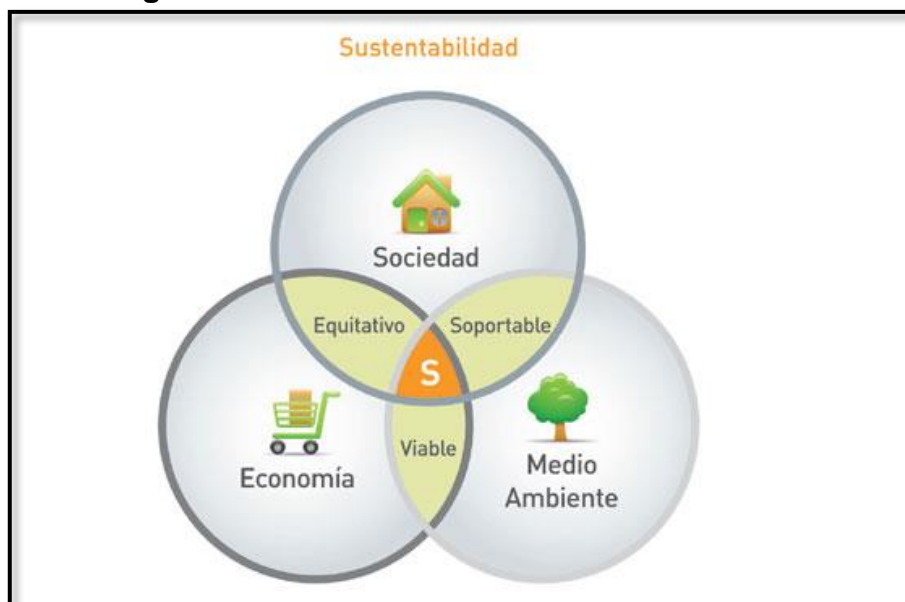 Sustentabilidad
Sociedad
Equitativo
Soportable
S
Viable
Economía
Medio
Ambiente